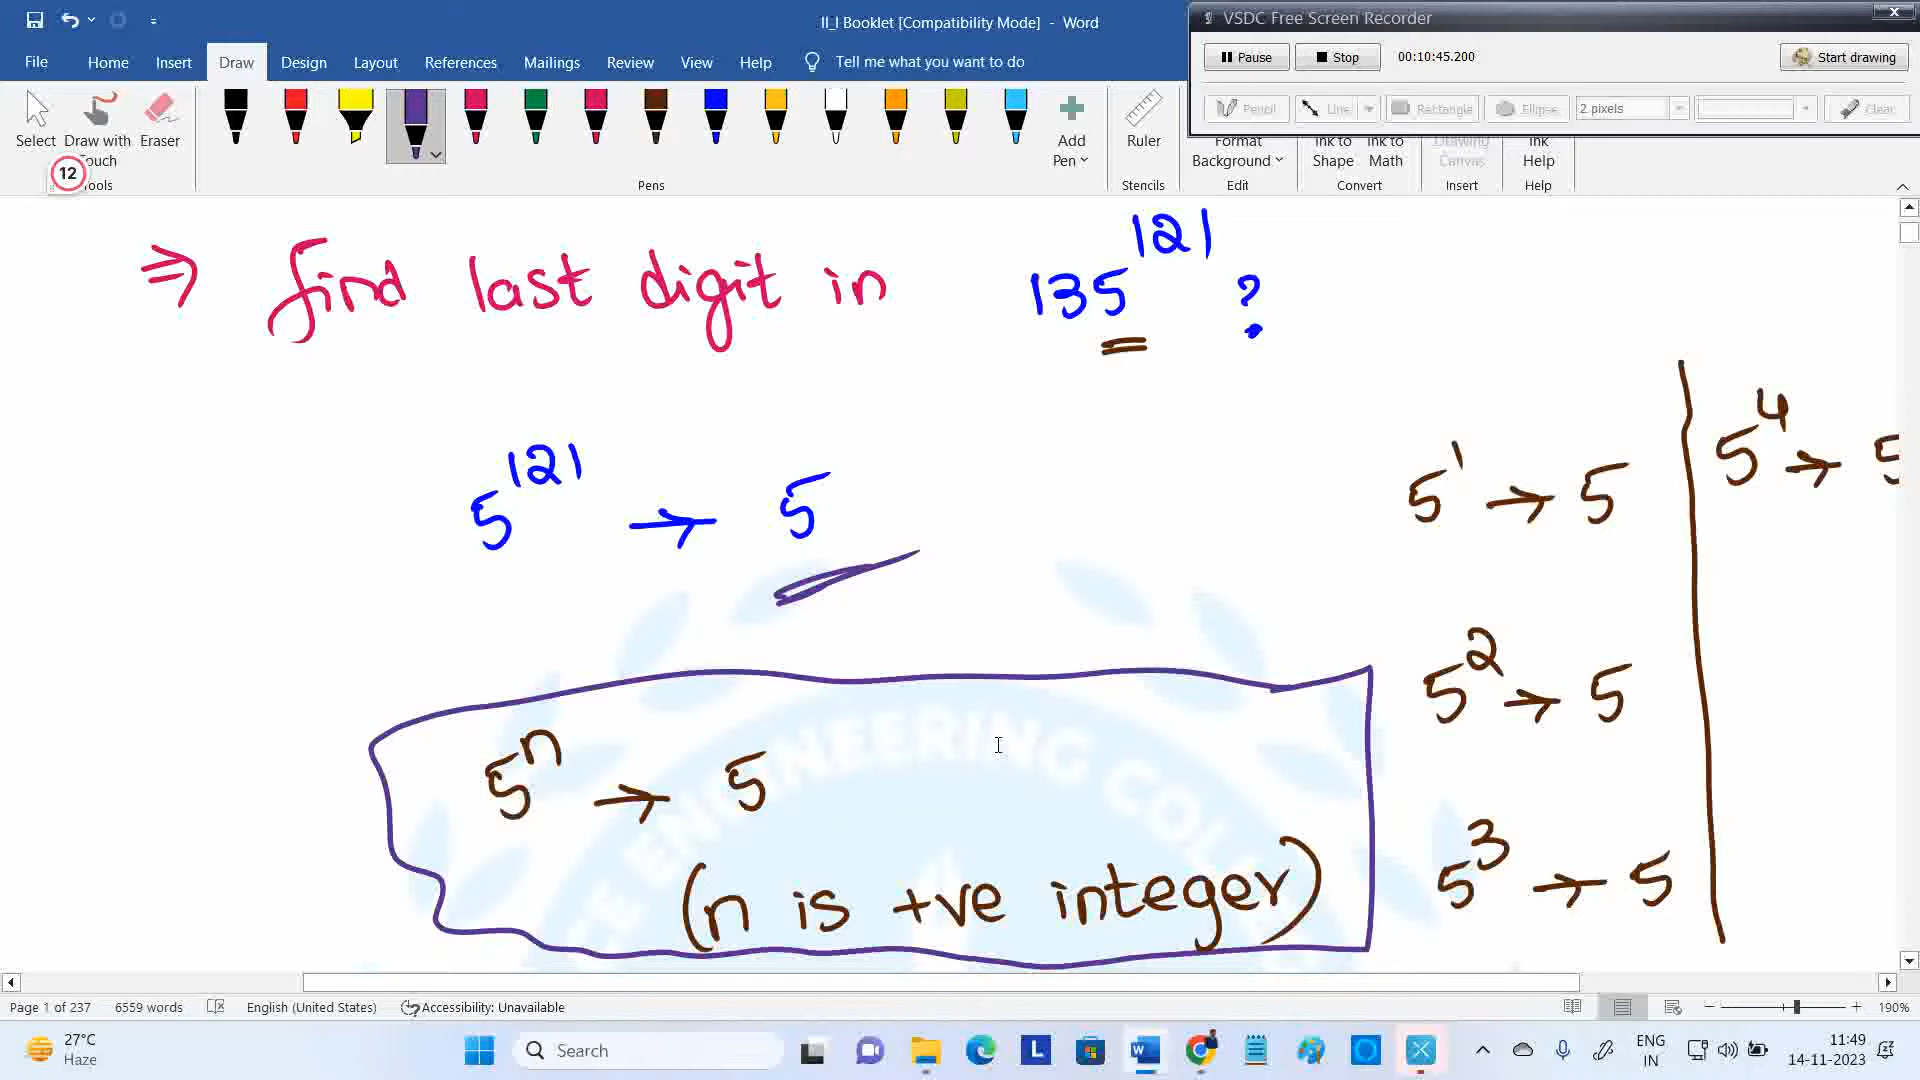 II_I Booklet [Compatibility Mode] - Word
VSDC Free Screen Recorder
Pause Stop 00:10:45.200 Start drawing
Pencil Line Rectangle Ellipse 2 pixels Clear
File Home Insert Draw Design Layout References Mailings Review View Help Tell me what you want to do
Select Draw with Touch Eraser
12
Tools
Pens
Add Pen
Ruler
Stencils
Format Background
Edit
Ink to Shape Ink to Math
Convert
Drawing Canvas
Insert
Ink Help
Help
⇒ find last digit in 135^121 ?
5^121 → 5
5^1 → 5
5^4 → 5
5^2 → 5
5^n → 5
(n is +ve integer)
5^3 → 5
EE ENGINEERING COL
Page 1 of 237 6559 words English (United States) Accessibility: Unavailable 190%
27°C
Haze
Search
L
ENG
IN
11:49
14-11-2023